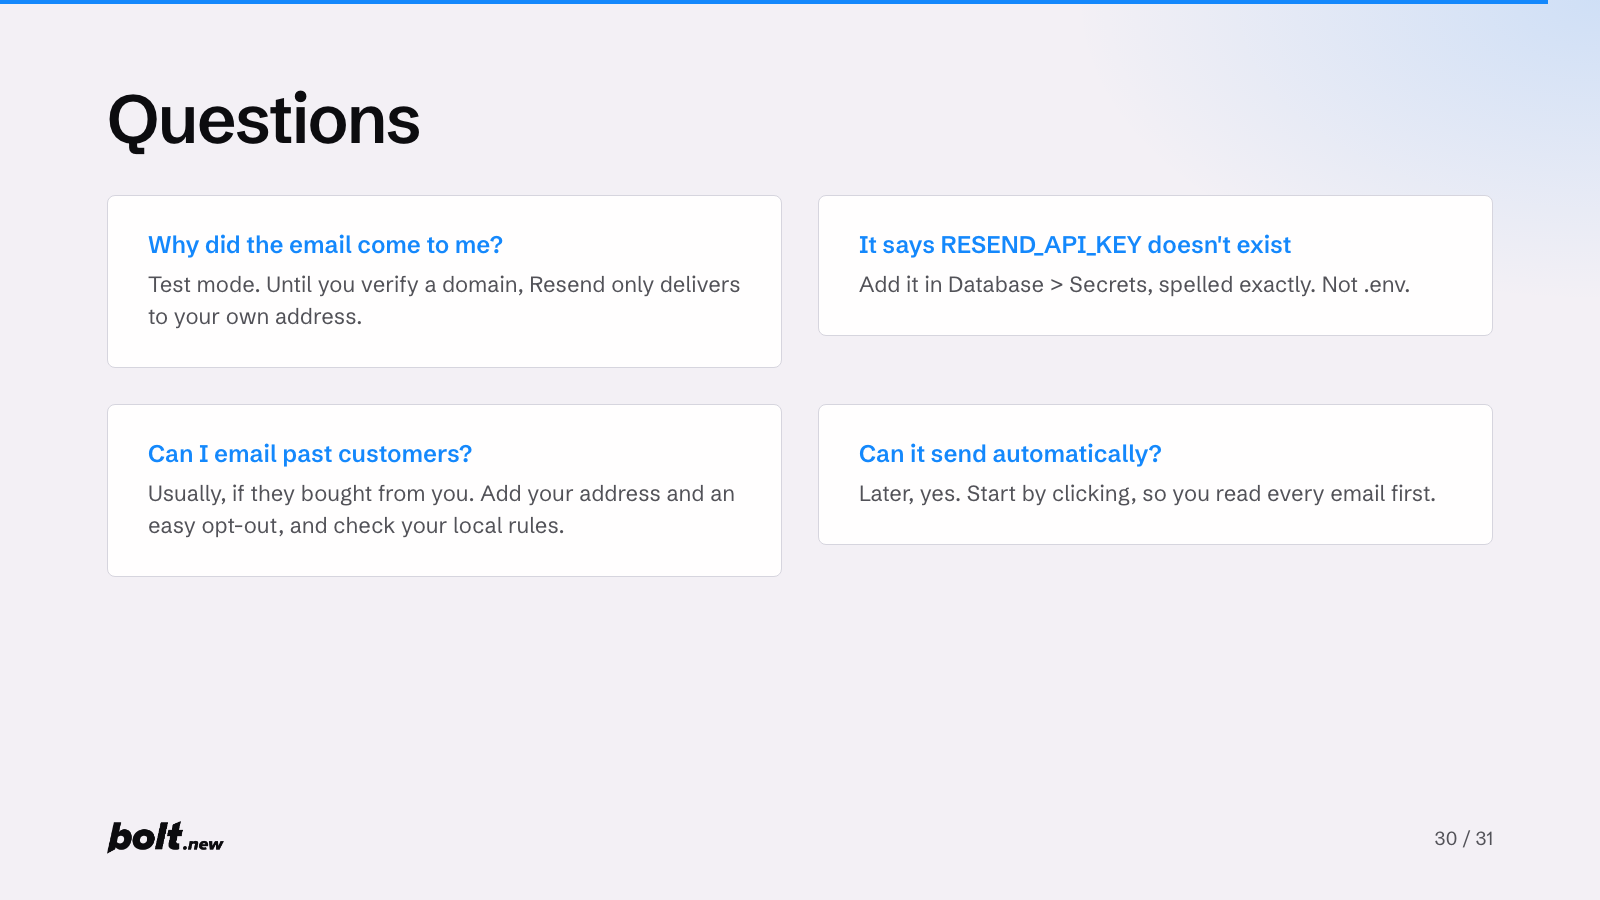 Questions
Why did the email come to me?
Test mode. Until you verify a domain, Resend only delivers
to your own address.
It says RESEND_API_KEY doesn't exist
Add it in Database > Secrets, spelled exactly. Not .env.
Can I email past customers?
Usually, if they bought from you. Add your address and an
easy opt-out, and check your local rules.
Can it send automatically?
Later, yes. Start by clicking, so you read every email first.
bolt.new
30 / 31